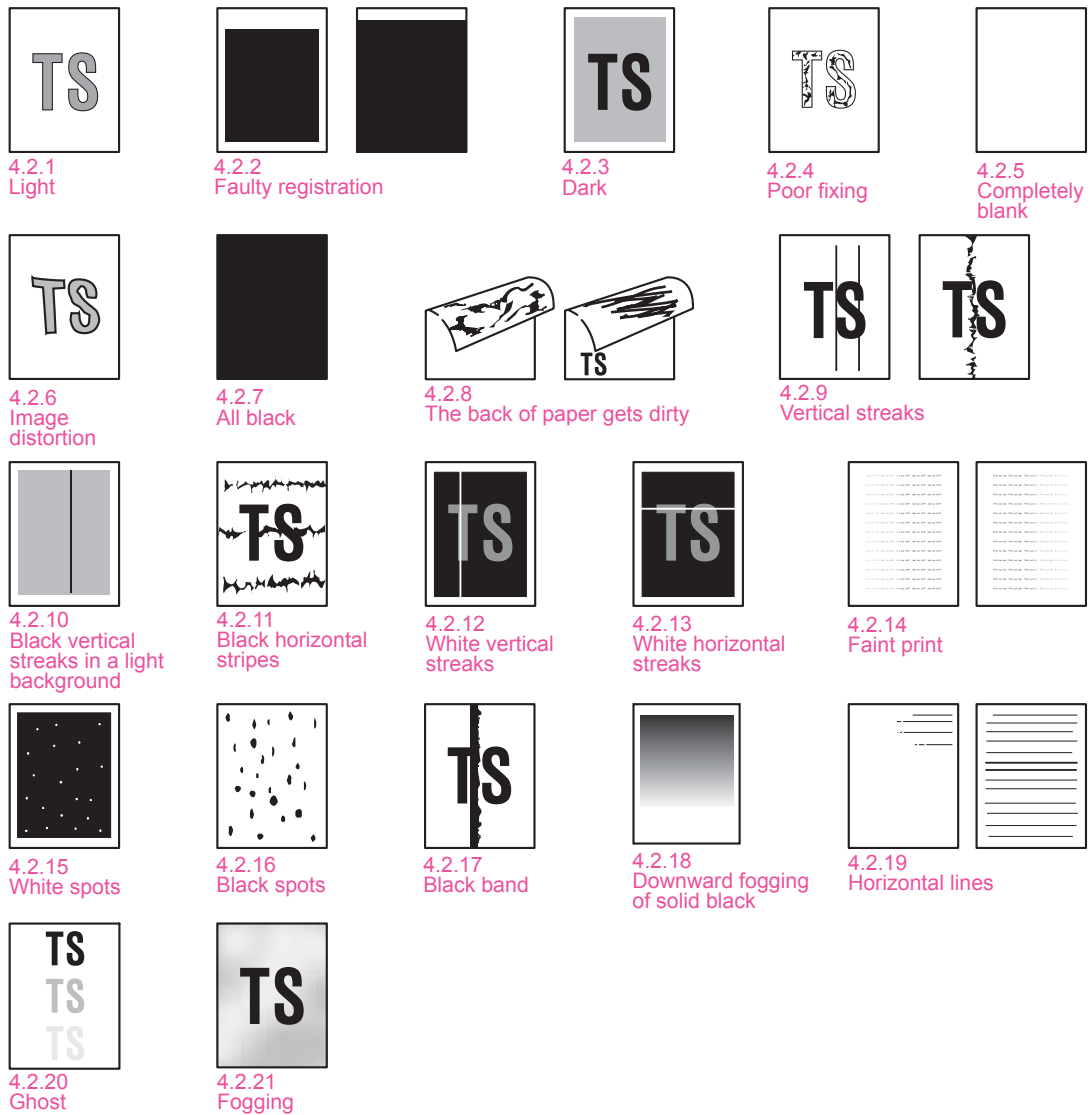 TS
TS
TS
4.2.1
Light
4.2.2
Faulty registration
4.2.3
Dark
4.2.4
Poor fixing
4.2.5
Completely
blank
TS
TS
TS
TS
4.2.6
Image
distortion
4.2.7
All black
4.2.8
The back of paper gets dirty
4.2.9
Vertical streaks
TS
TS
TS
4.2.10
Black vertical
streaks in a light
background
4.2.11
Black horizontal
stripes
4.2.12
White vertical
streaks
4.2.13
White horizontal
streaks
4.2.14
Faint print
TS
4.2.15
White spots
4.2.16
Black spots
4.2.17
Black band
4.2.18
Downward fogging
of solid black
4.2.19
Horizontal lines
TS
TS
TS
TS
4.2.20
Ghost
4.2.21
Fogging